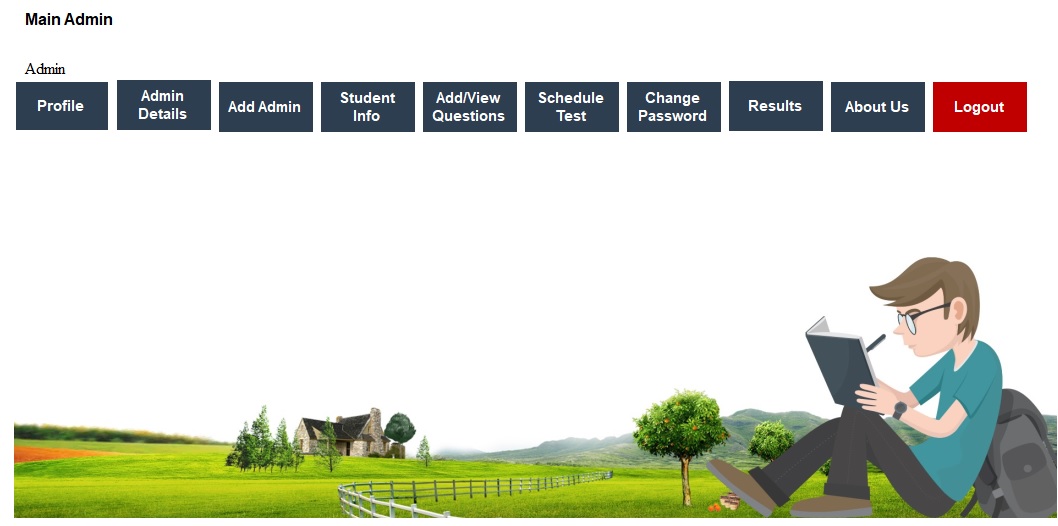 Main Admin
Admin
Profile
Admin
Details
Add Admin
Student
Info
Add/View
Questions
Schedule
Test
Change
Password
Results
About Us
Logout